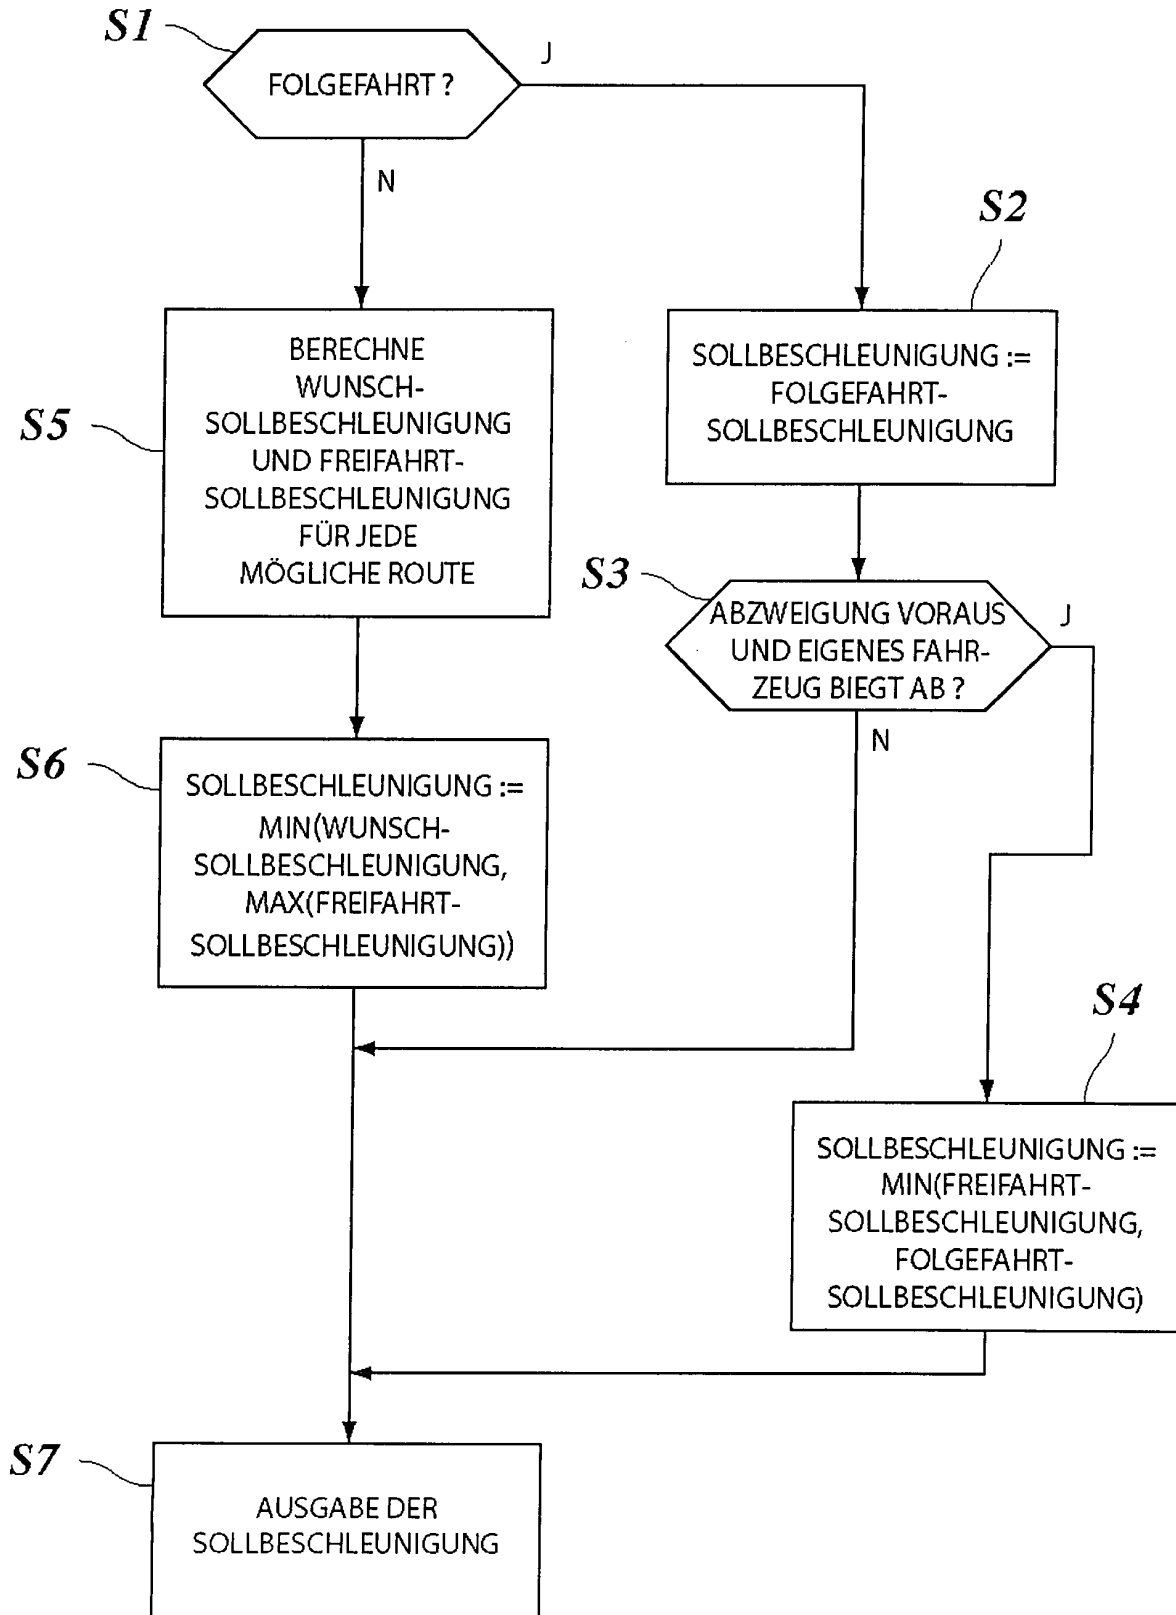 S1
FOLGEFAHRT ?
J
N
S2
SOLLBESCHLEUNIGUNG :=
FOLGEFAHRT-
SOLLBESCHLEUNIGUNG
S5
BERECHNE
WUNSCH-
SOLLBESCHLEUNIGUNG
UND FREIFAHRT-
SOLLBESCHLEUNIGUNG
FÜR JEDE
MÖGLICHE ROUTE
S3
ABZWEIGUNG VORAUS
UND EIGENES FAHR-
ZEUG BIEGT AB ?
J
N
S6
SOLLBESCHLEUNIGUNG :=
MIN(WUNSCH-
SOLLBESCHLEUNIGUNG,
MAX(FREIFAHRT-
SOLLBESCHLEUNIGUNG))
S4
SOLLBESCHLEUNIGUNG :=
MIN(FREIFAHRT-
SOLLBESCHLEUNIGUNG,
FOLGEFAHRT-
SOLLBESCHLEUNIGUNG)
S7
AUSGABE DER
SOLLBESCHLEUNIGUNG